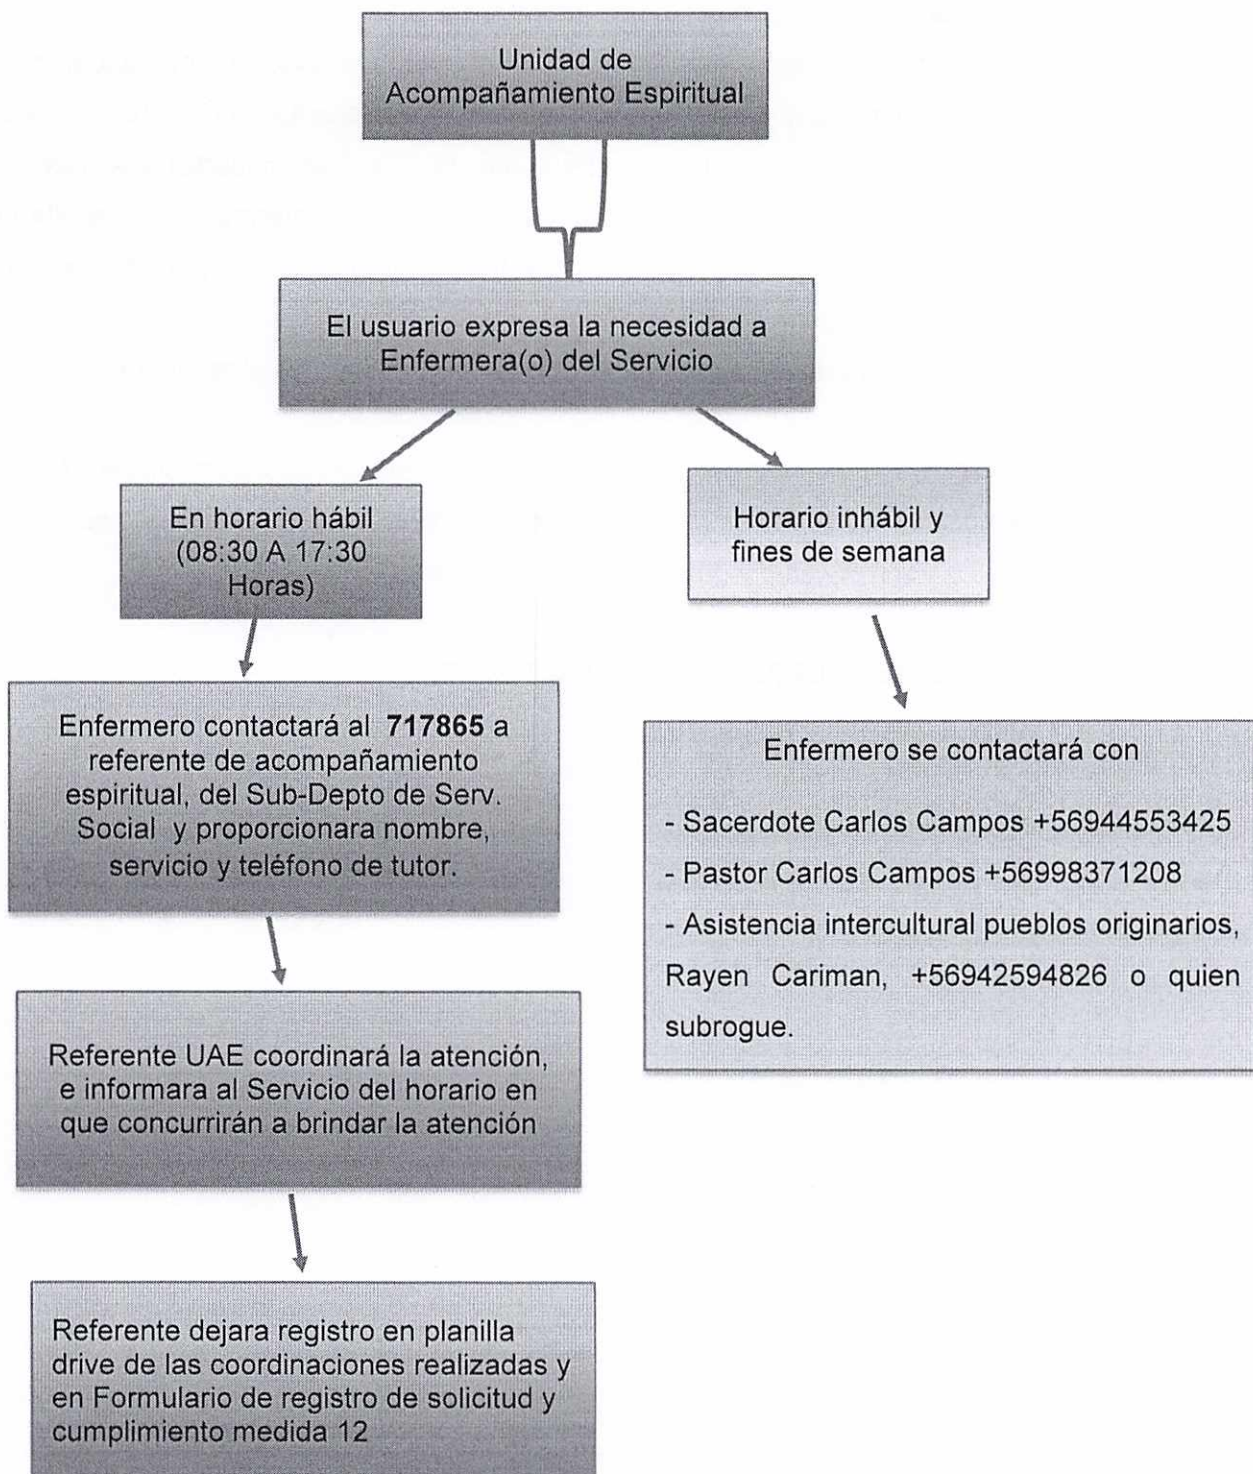 Unidad de
Acompañamiento Espiritual
El usuario expresa la necesidad a
Enfermera(o) del Servicio
En horario hábil
(08:30 A 17:30
Horas)
Horario inhábil y
fines de semana
Enfermero contactará al 717865 a
referente de acompañamiento
espiritual, del Sub-Depto de Serv.
Social y proporcionara nombre,
servicio y teléfono de tutor.
Enfermero se contactará con
- Sacerdote Carlos Campos +56944553425
- Pastor Carlos Campos +56998371208
- Asistencia intercultural pueblos originarios,
Rayen Cariman, +56942594826 o quien
subrogue.
Referente UAE coordinará la atención,
e informara al Servicio del horario en
que concurrirán a brindar la atención
Referente dejara registro en planilla
drive de las coordinaciones realizadas y
en Formulario de registro de solicitud y
cumplimiento medida 12